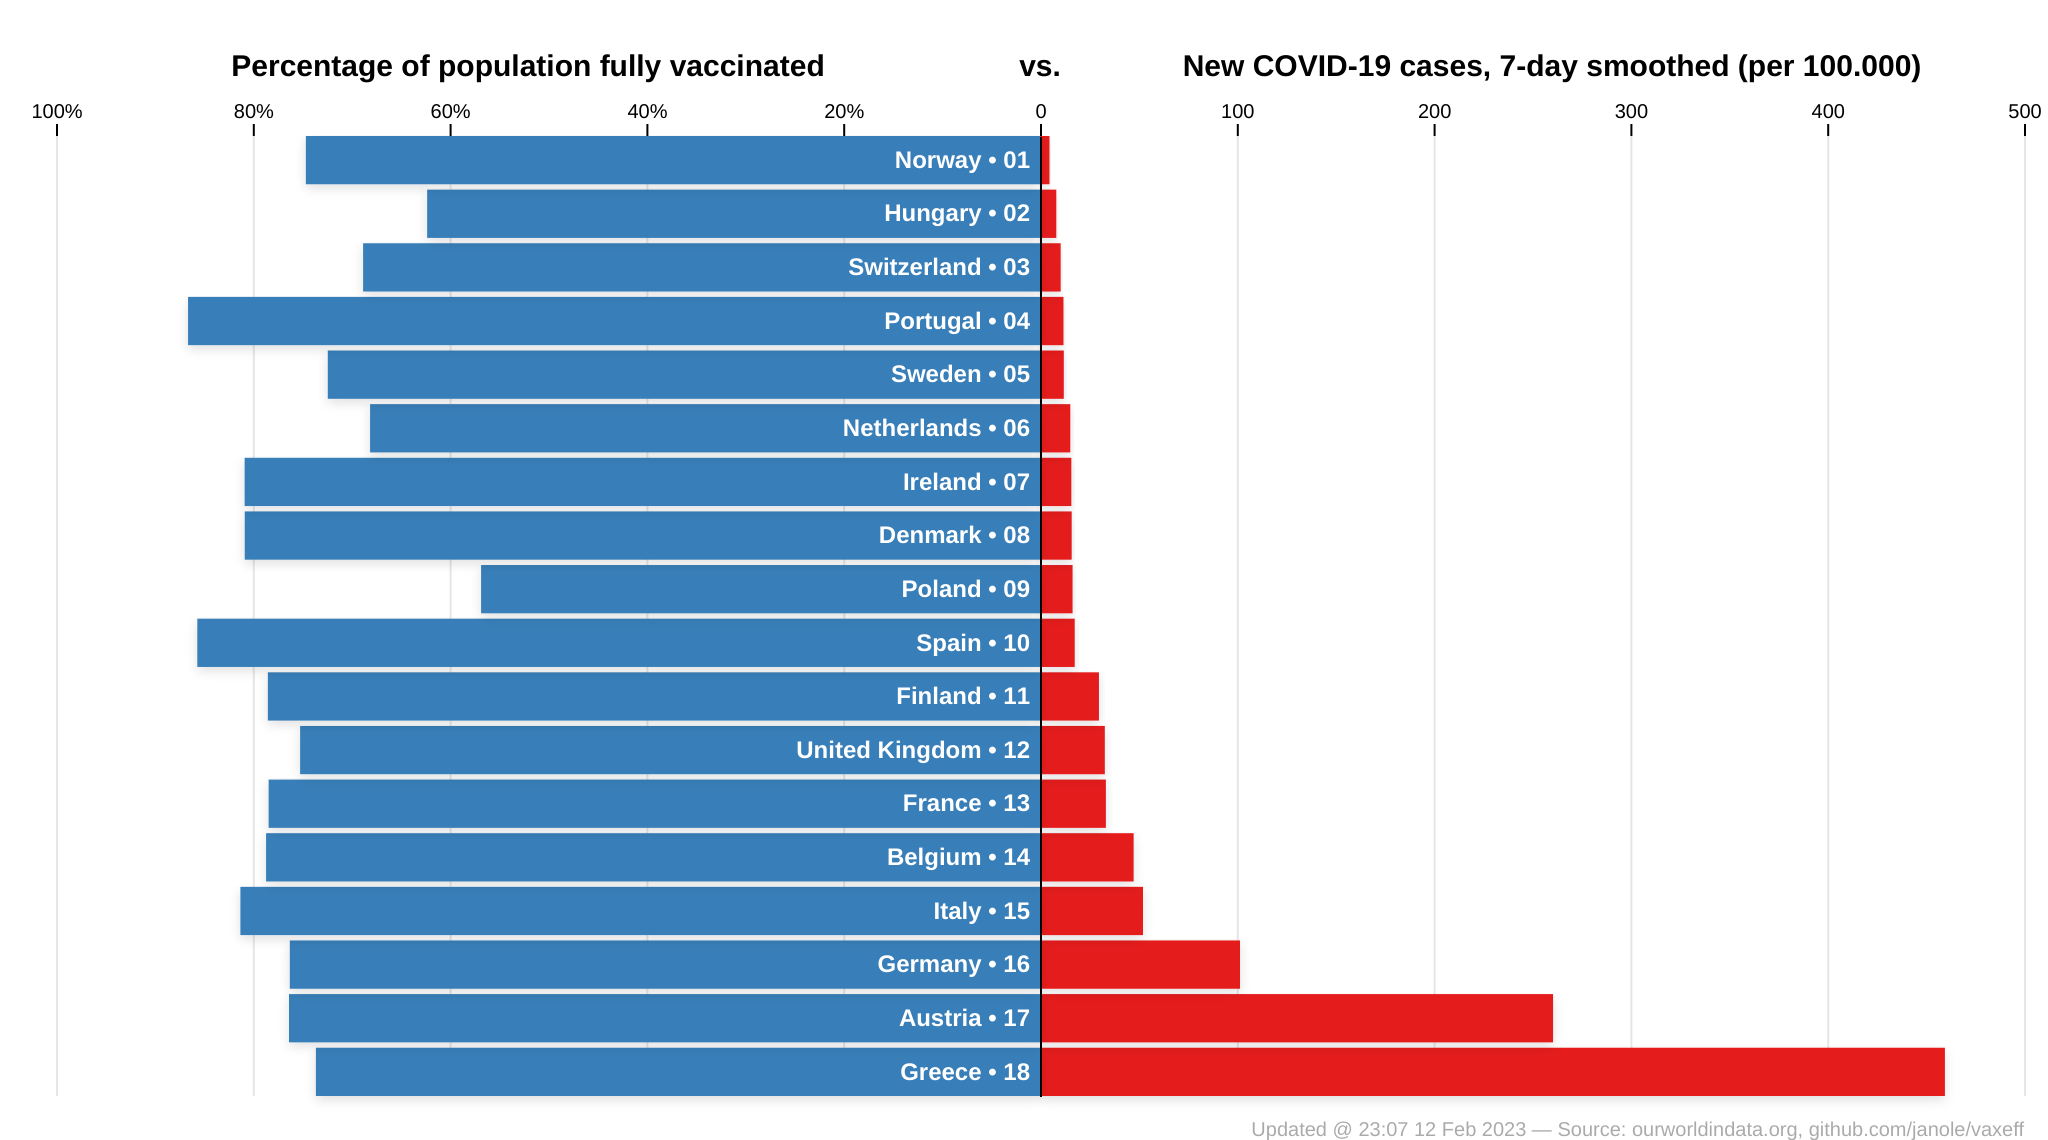 Percentage of population fully vaccinated vs. New COVID-19 cases, 7-day smoothed (per 100.000)
100% 80% 60% 40% 20% 0 100 200 300 400 500
Norway • 01
Hungary • 02
Switzerland • 03
Portugal • 04
Sweden • 05
Netherlands • 06
Ireland • 07
Denmark • 08
Poland • 09
Spain • 10
Finland • 11
United Kingdom • 12
France • 13
Belgium • 14
Italy • 15
Germany • 16
Austria • 17
Greece • 18
Updated @ 23:07 12 Feb 2023 — Source: ourworldindata.org, github.com/janole/vaxeff